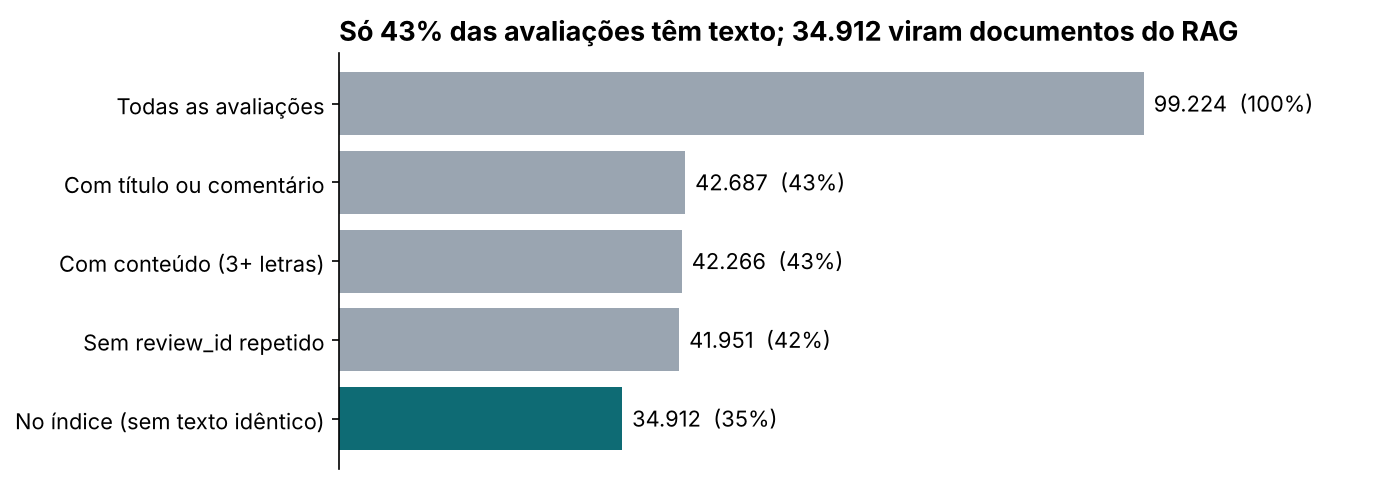 Só 43% das avaliações têm texto; 34.912 viram documentos do RAG
Todas as avaliações 99.224 (100%)
Com título ou comentário 42.687 (43%)
Com conteúdo (3+ letras) 42.266 (43%)
Sem review_id repetido 41.951 (42%)
No índice (sem texto idêntico) 34.912 (35%)